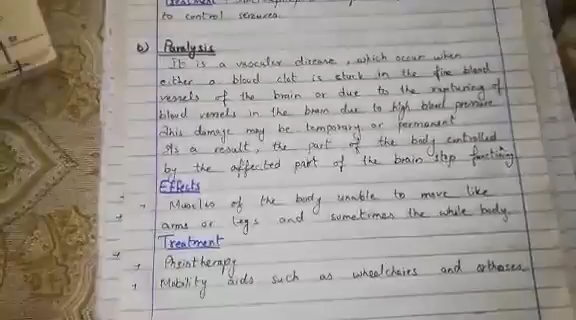 to control seizures.
b) Paralysis
It is a vascular disease, which occur when
either a blood clot is stuck in the fine blood
vessels of the brain or due to the rupturing of
blood vessels in the brain due to high blood pressure
this damage may be temporary or permanent
As a result, the part of the body controlled
by the affected part of the brain stop functioning
Effects
→ Muscles of the body unable to move like
arms or legs and sumetimes the whole body
Treatment
→ Phsiotherapy
→ Mobility aids such as wheelchairs and orthoses.